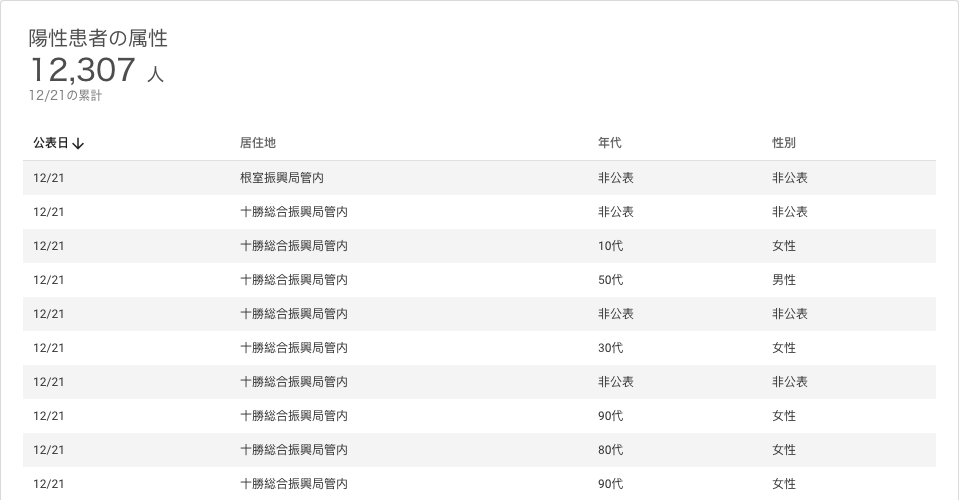 陽性患者の属性
12,307 人
12/21の累計
公表日↓ 居住地 年代 性別
12/21 根室振興局管内 非公表 非公表
12/21 十勝総合振興局管内 非公表 非公表
12/21 十勝総合振興局管内 10代 女性
12/21 十勝総合振興局管内 50代 男性
12/21 十勝総合振興局管内 非公表 非公表
12/21 十勝総合振興局管内 30代 女性
12/21 十勝総合振興局管内 非公表 非公表
12/21 十勝総合振興局管内 90代 女性
12/21 十勝総合振興局管内 80代 女性
12/21 十勝総合振興局管内 90代 女性